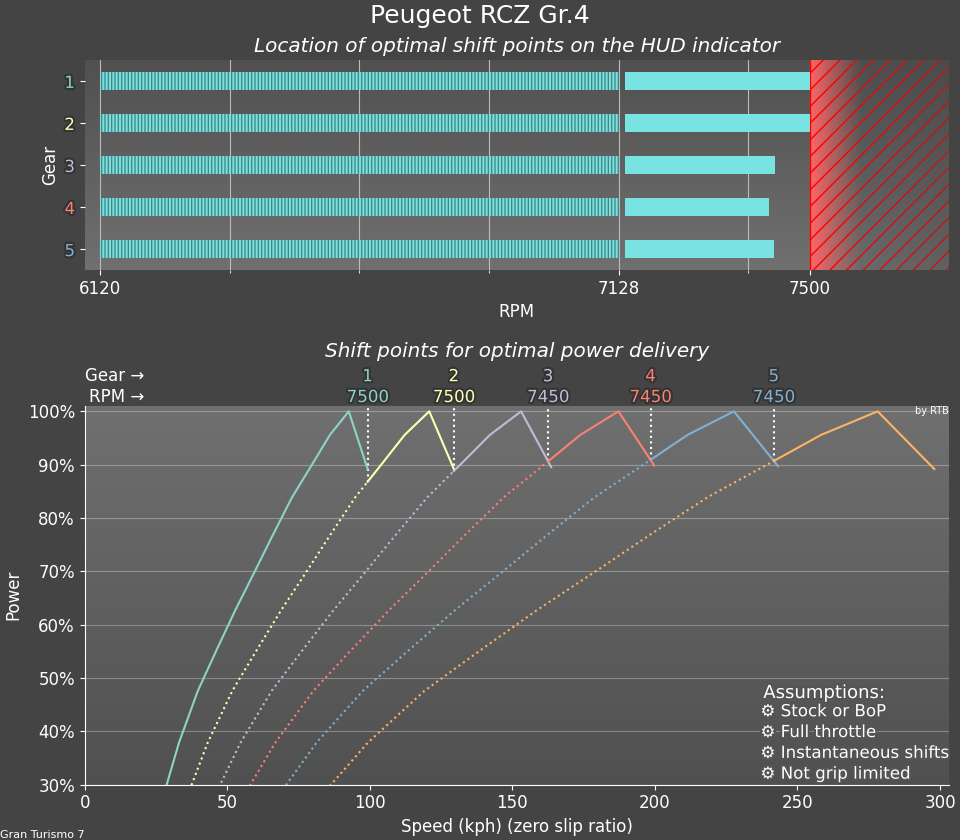 Peugeot RCZ Gr.4
Location of optimal shift points on the HUD indicator
Gear
1
2
3
4
5
6120 7128 7500
RPM
Shift points for optimal power delivery
Gear → 1 2 3 4 5
RPM → 7500 7500 7450 7450 7450
by RTB
Power
100%
90%
80%
70%
60%
50%
40%
30%
Assumptions:
⚙ Stock or BoP
⚙ Full throttle
⚙ Instantaneous shifts
⚙ Not grip limited
0 50 100 150 200 250 300
Speed (kph) (zero slip ratio)
Gran Turismo 7